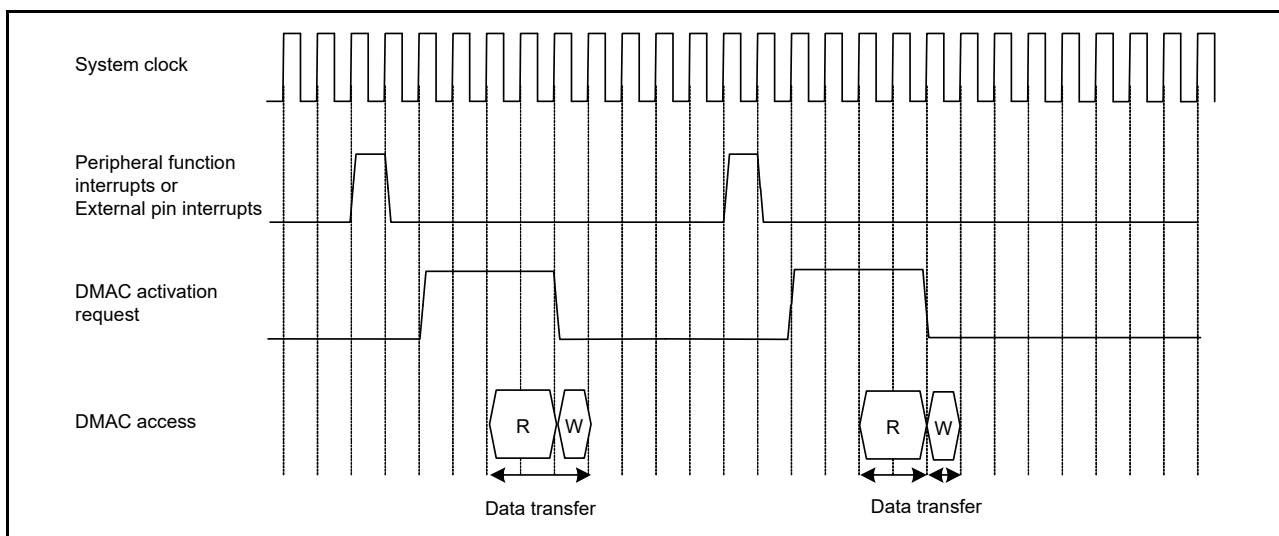 System clock
Peripheral function
interrupts or
External pin interrupts
DMAC activation
request
DMAC access
R
W
R
W
Data transfer
Data transfer